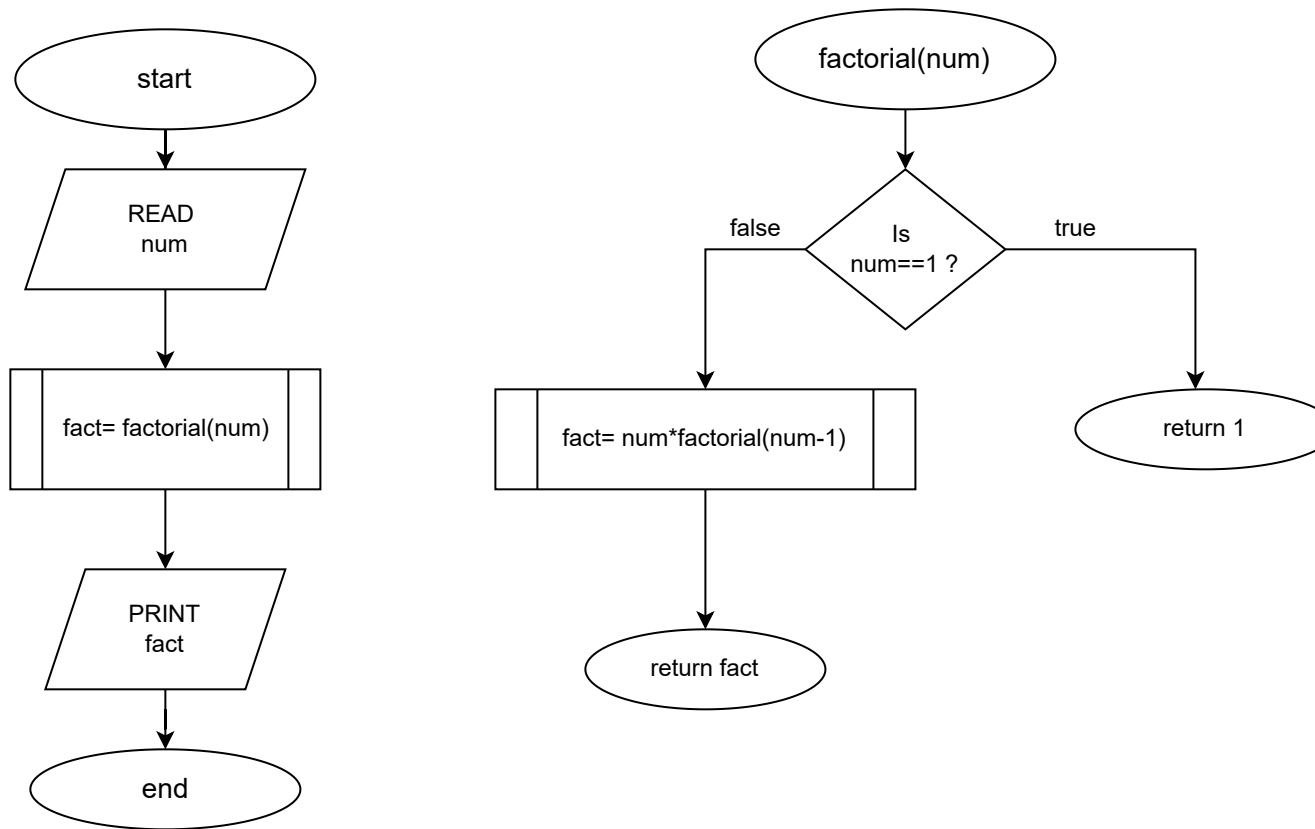 start
READ
num
fact= factorial(num)
PRINT
fact
end
factorial(num)
Is
num==1 ?
false
true
fact= num*factorial(num-1)
return 1
return fact